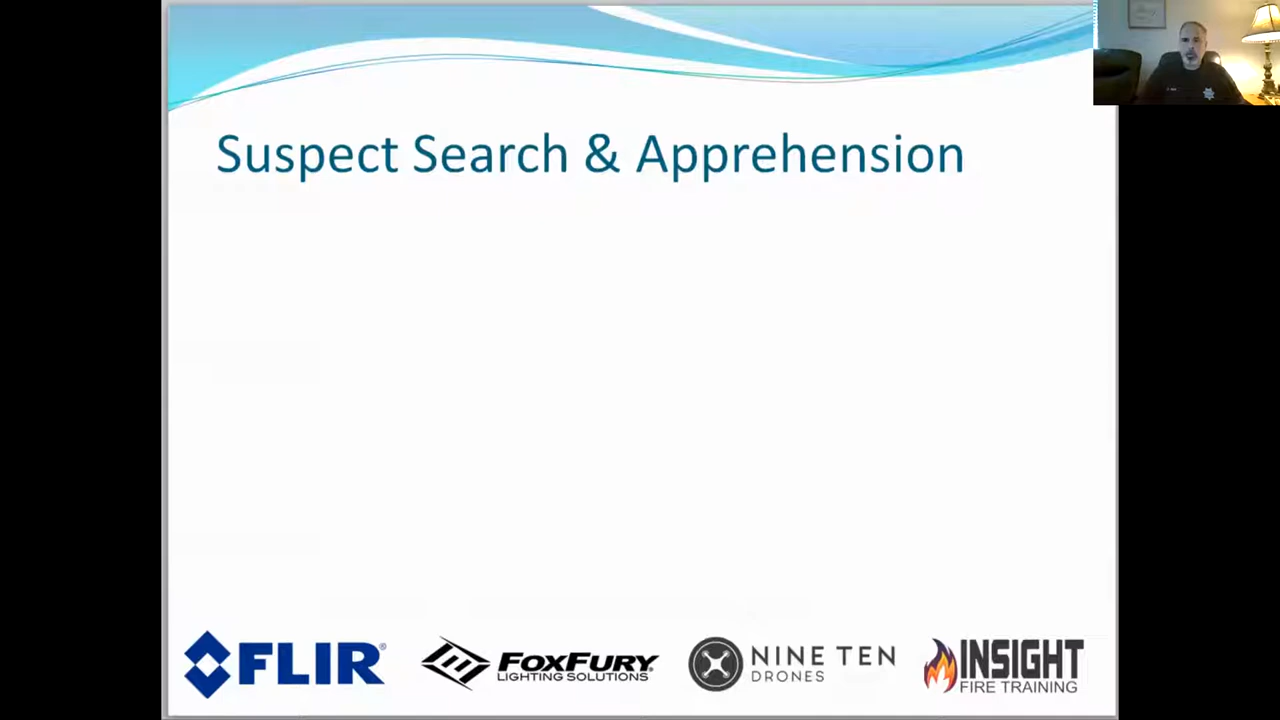 Suspect Search & Apprehension
FLIR®
FOXFURY®
LIGHTING SOLUTIONS
NINE TEN
DRONES
INSIGHT
FIRE TRAINING